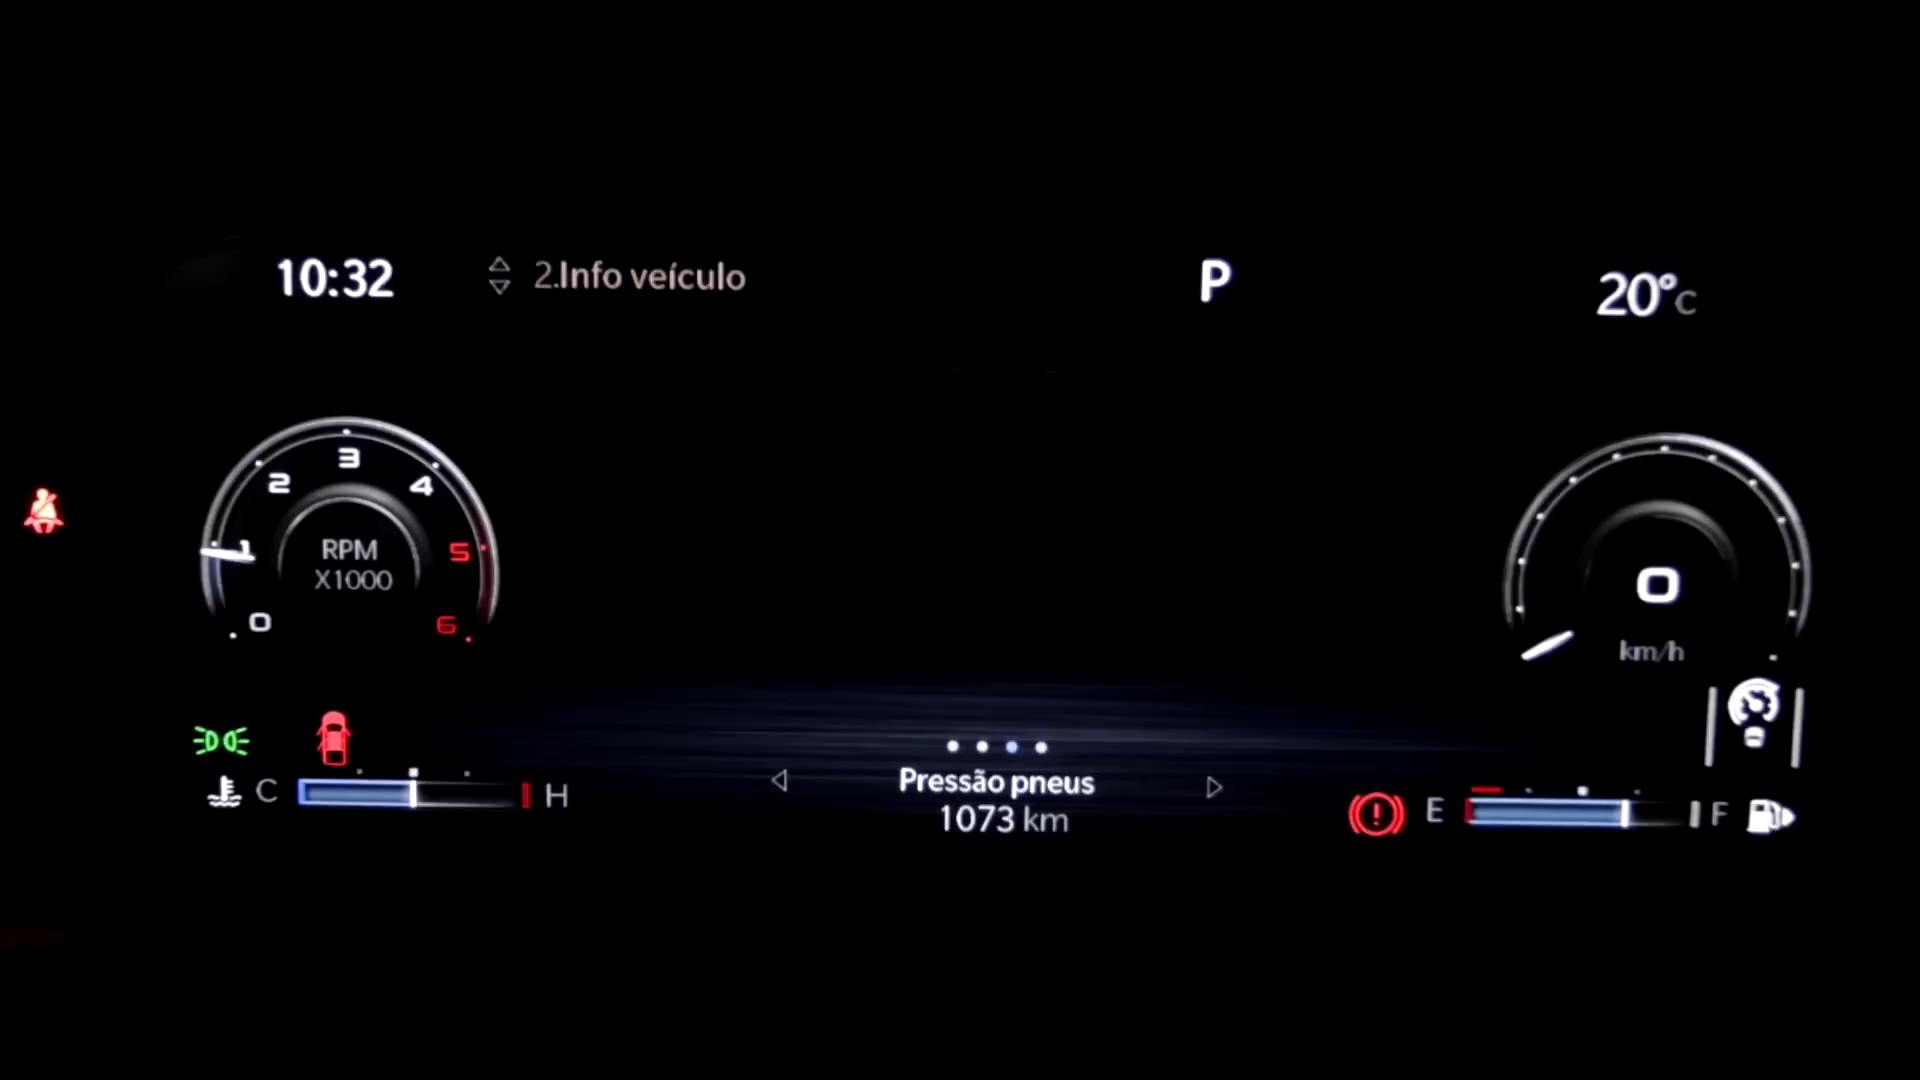 10:32
2.Info veículo
P
20°C
3
2
4
1
RPM
5
X1000
0
6
0
km/h
C
H
Pressão pneus
1073 km
E
F